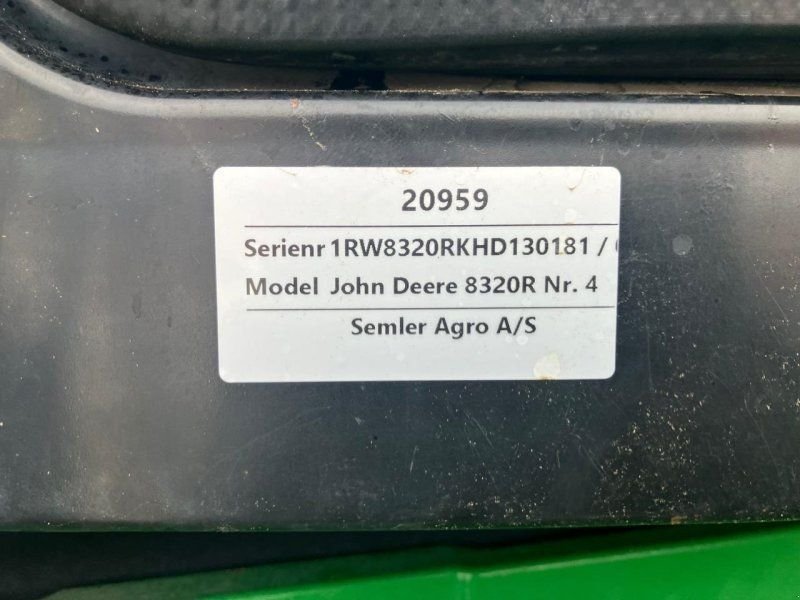 20959
Serienr 1RW8320RKHD130181 /
Model John Deere 8320R Nr. 4
Semler Agro A/S